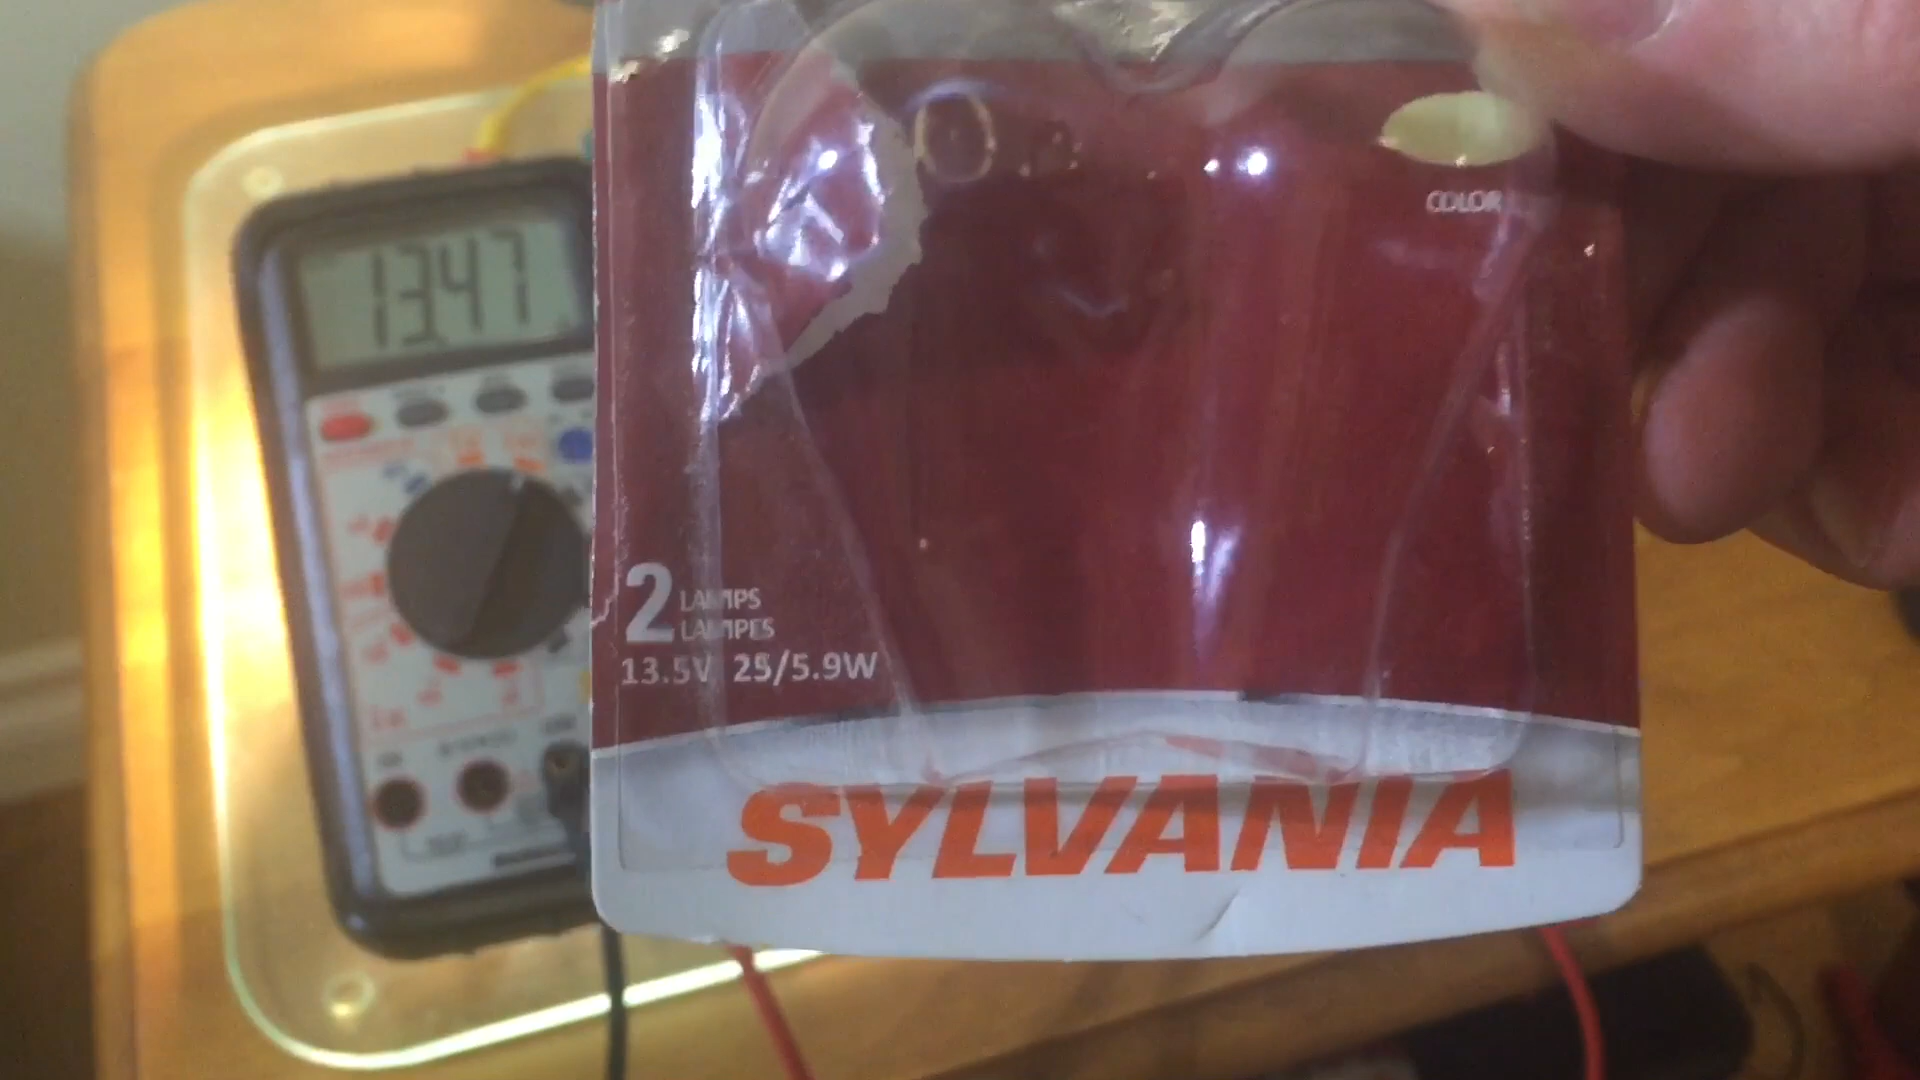 13.47
COLOR
2 LAMPS
LAMPES
13.5V 25/5.9W
SYLVANIA